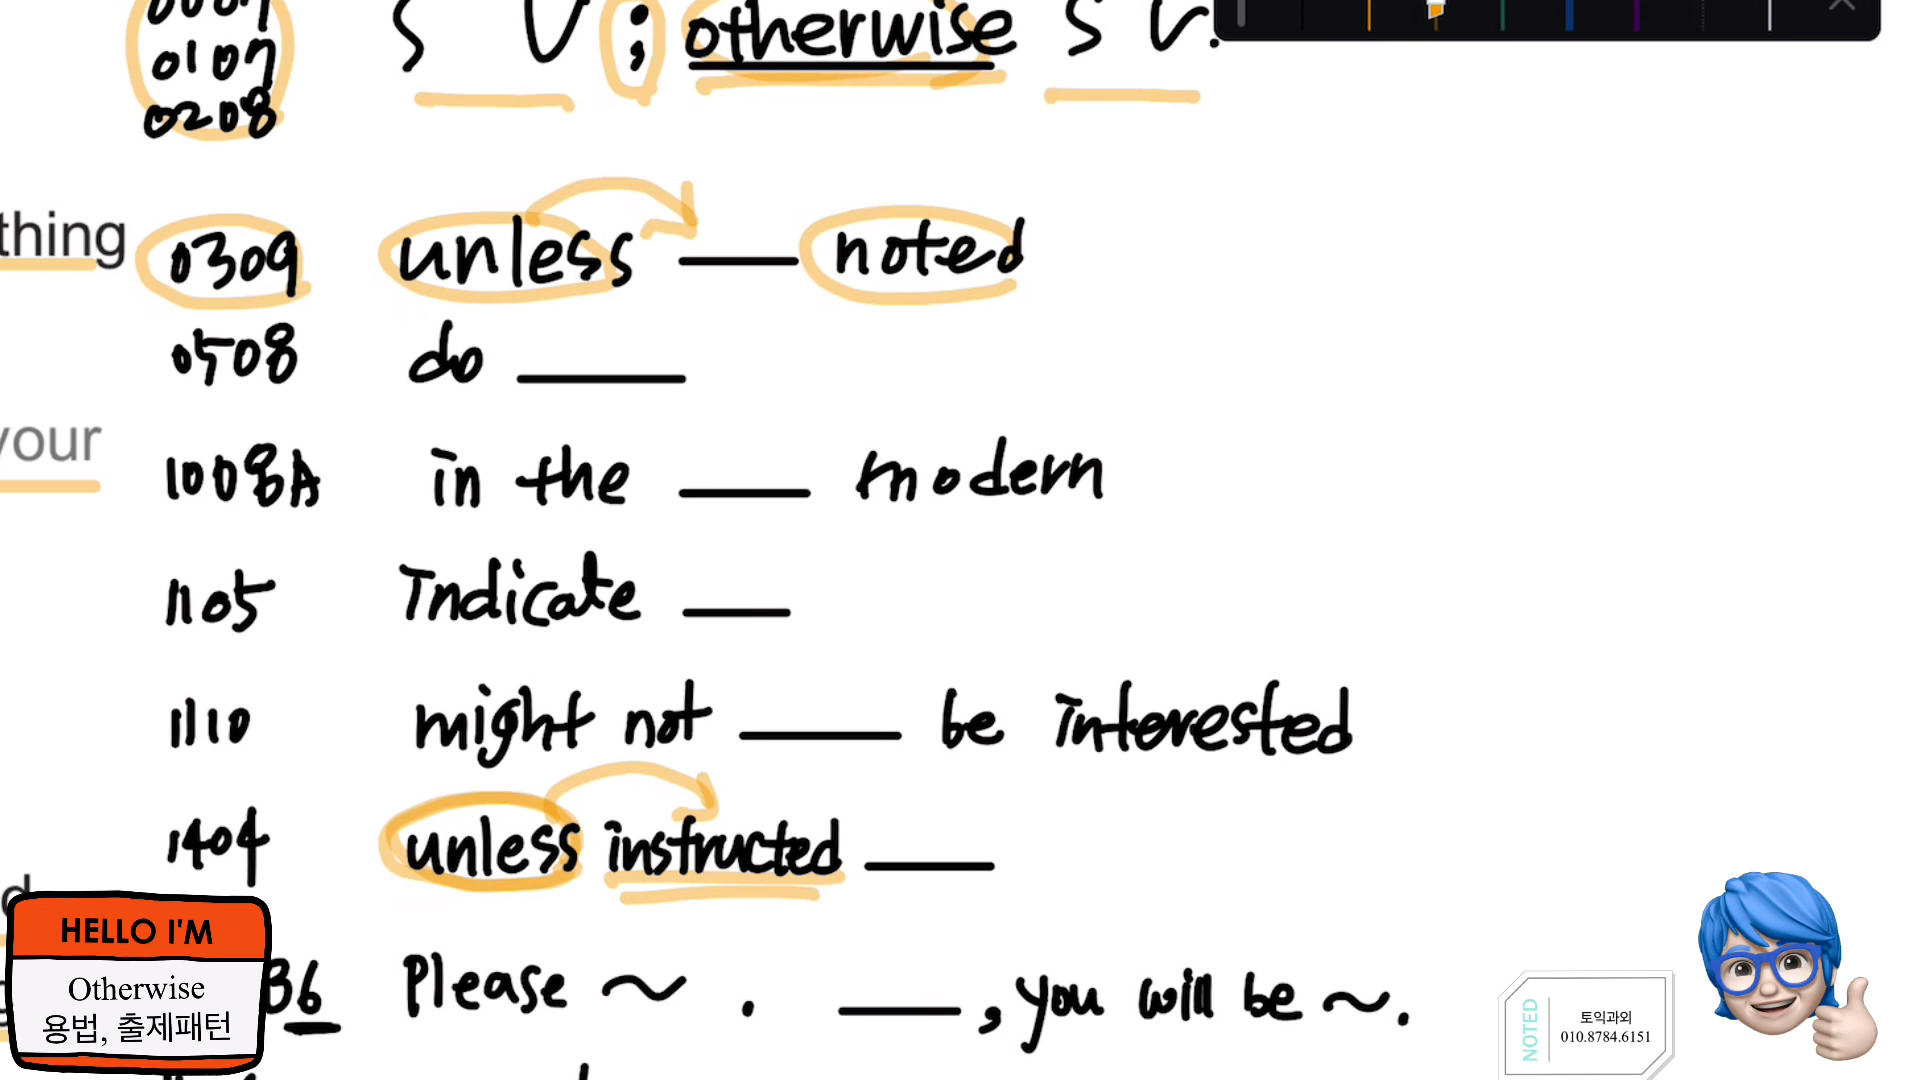 0107 S V ; otherwise S V.
0208
thing 0309 unless ___ noted
0508 do ___
your 1008A in the ___ modern
1105 Indicate ___
1110 might not ___ be interested
1404 unless instructed ___
d
B6 Please ~ . ___, you will be ~.
HELLO I'M
Otherwise
용법, 출제패턴
NOTED
토익과외
010.8784.6151